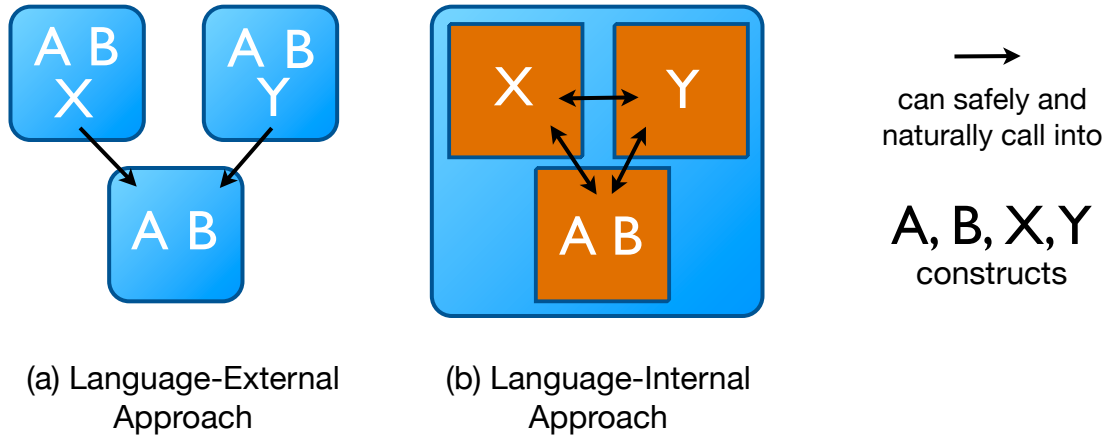 A B
X
A B
Y
A B
(a) Language-External
Approach
X
Y
A B
(b) Language-Internal
Approach
can safely and
naturally call into
A, B, X, Y
constructs